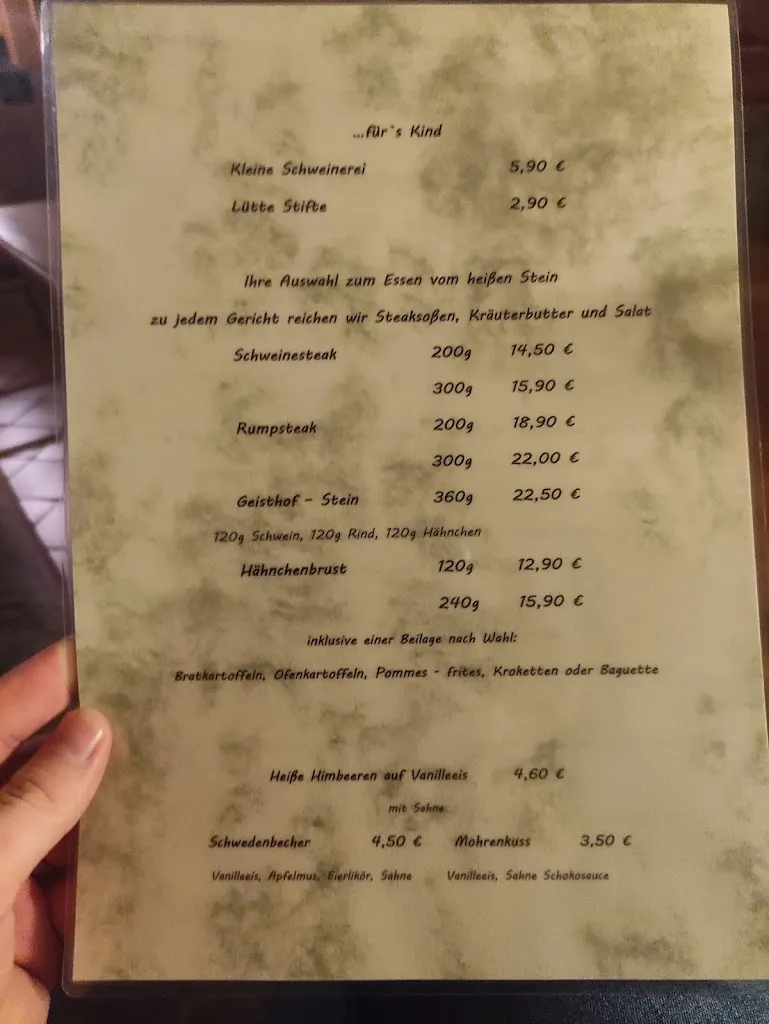 ...für`s Kind
Kleine Schweinerei 5,90 €
Lütte Stifte 2,90 €
Ihre Auswahl zum Essen vom heißen Stein
zu jedem Gericht reichen wir Steaksoßen, Kräuterbutter und Salat
Schweinesteak 200g 14,50 €
300g 15,90 €
Rumpsteak 200g 18,90 €
300g 22,00 €
Geisthof - Stein 360g 22,50 €
120g Schwein, 120g Rind, 120g Hähnchen
Hähnchenbrust 120g 12,90 €
240g 15,90 €
inklusive einer Beilage nach Wahl:
Bratkartoffeln, Ofenkartoffeln, Pommes - frites, Kroketten oder Baguette
Heiße Himbeeren auf Vanilleeis 4,60 €
mit Sahne
Schwedenbecher 4,50 € Mohrenkuss 3,50 €
Vanilleeis, Apfelmus, Eierlikör, Sahne Vanilleeis, Sahne Schokosauce